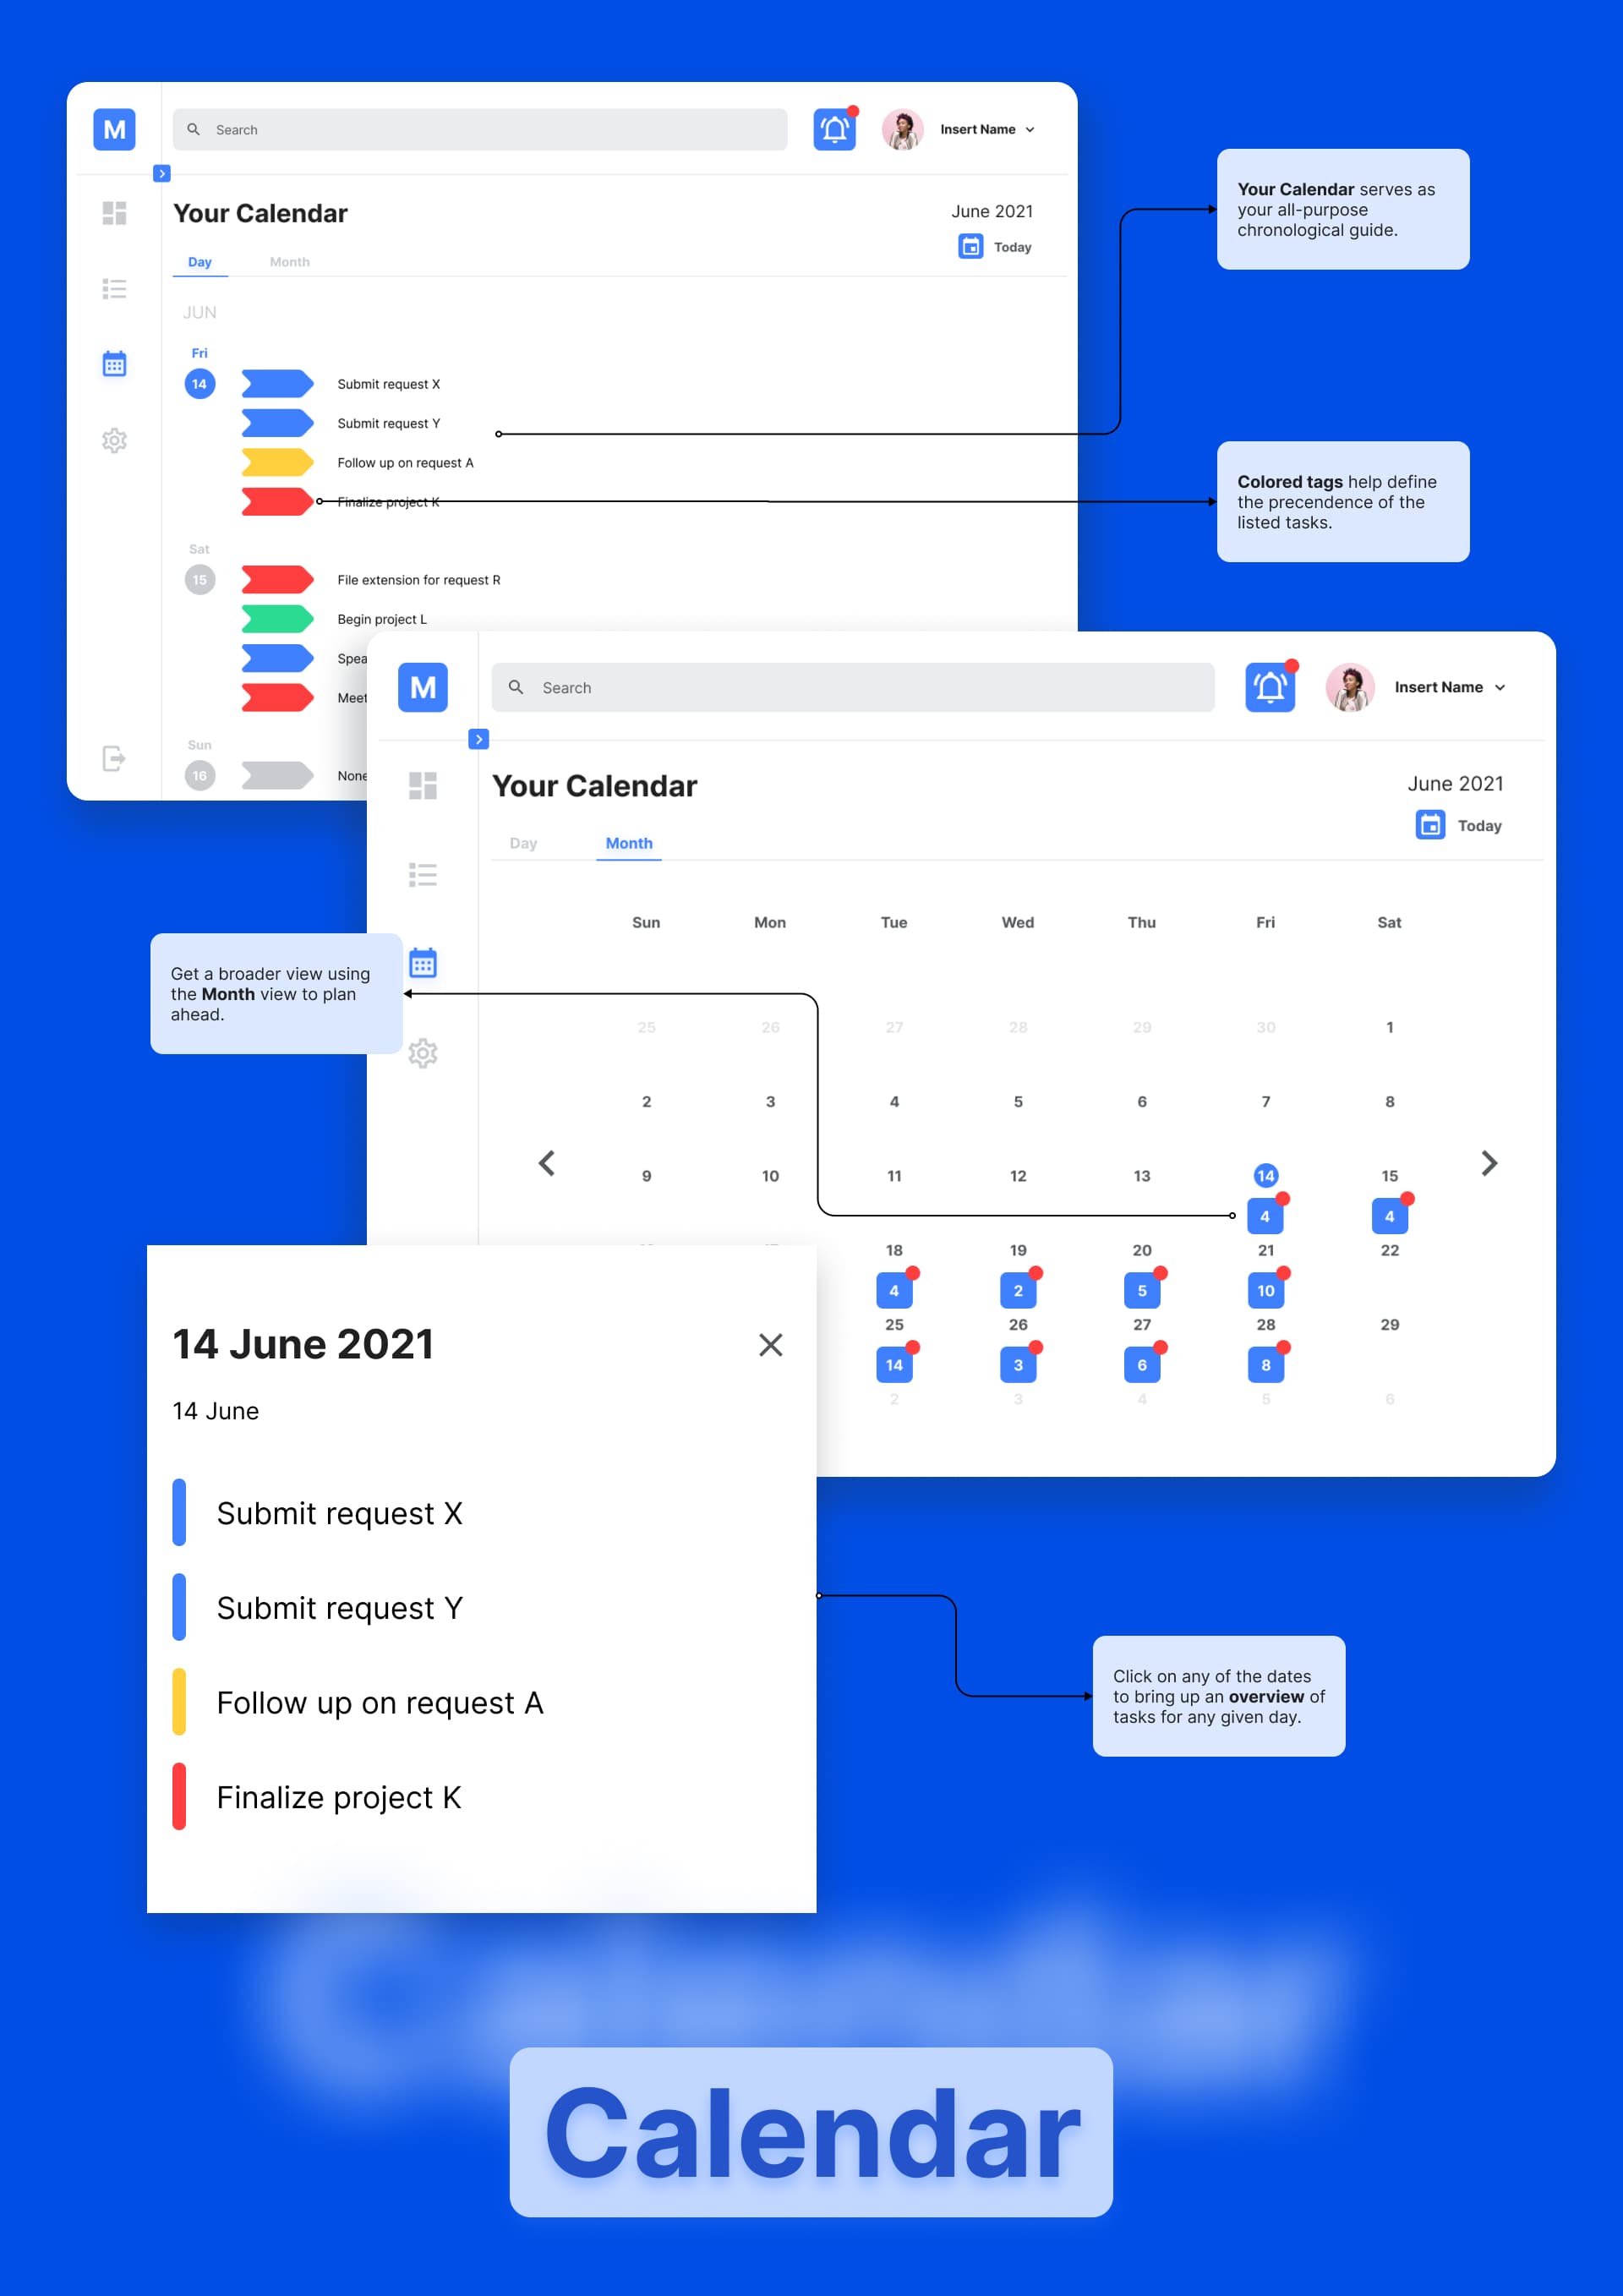 M
Search
Insert Name
Your Calendar
June 2021
Today
Day
Month
JUN
Fri
14
Submit request X
Submit request Y
Follow up on request A
Finalize project K
Sat
15
File extension for request R
Begin project L
Spea
Meet
Sun
16
None
Your Calendar serves as
your all-purpose
chronological guide.
Colored tags help define
the precendence of the
listed tasks.
M
Search
Insert Name
Your Calendar
June 2021
Today
Day
Month
Sun Mon Tue Wed Thu Fri Sat
25 26 27 28 29 30 1
2 3 4 5 6 7 8
9 10 11 12 13 14 15
4 4
18 19 20 21 22
4 2 5 10
25 26 27 28 29
14 3 6 8
2 3 4 5 6
Get a broader view using
the Month view to plan
ahead.
14 June 2021
14 June
Submit request X
Submit request Y
Follow up on request A
Finalize project K
Click on any of the dates
to bring up an overview of
tasks for any given day.
Calendar
Calendar